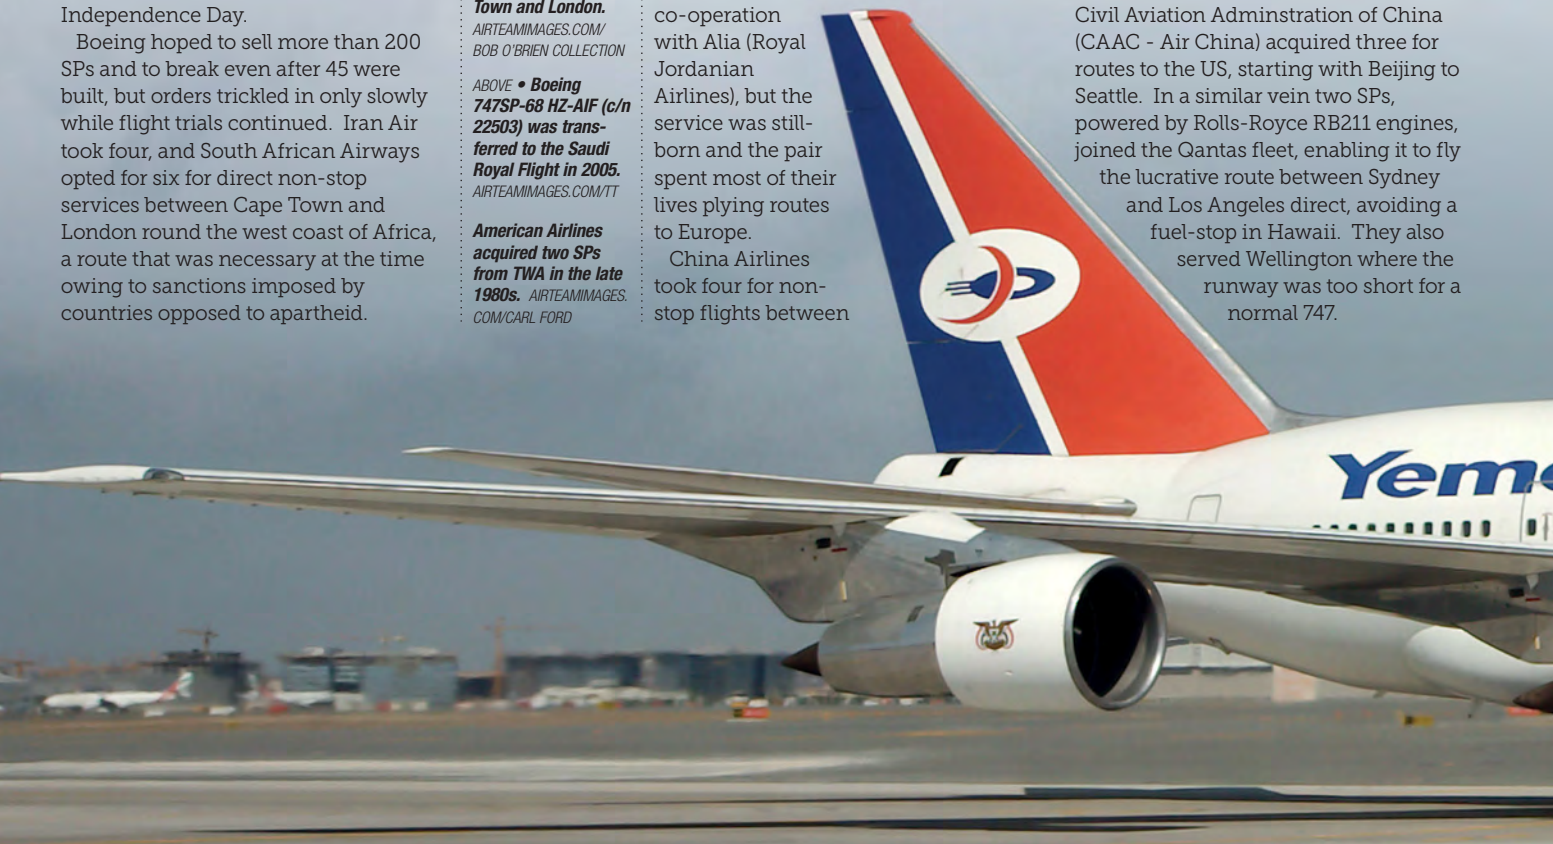 Independence Day.
Boeing hoped to sell more than 200
SPs and to break even after 45 were
built, but orders trickled in only slowly
while flight trials continued.  Iran Air
took four, and South African Airways
opted for six for direct non-stop
services between Cape Town and
London round the west coast of Africa,
a route that was necessary at the time
owing to sanctions imposed by
countries opposed to apartheid.
Town and London.
AIRTEAMIMAGES.COM/
BOB O'BRIEN COLLECTION
ABOVE • Boeing
747SP-68 HZ-AIF (c/n
22503) was trans-
ferred to the Saudi
Royal Flight in 2005.
AIRTEAMIMAGES.COM/TT
American Airlines
acquired two SPs
from TWA in the late
1980s. AIRTEAMIMAGES.
COM/CARL FORD
co-operation
with Alia (Royal
Jordanian
Airlines), but the
service was still-
born and the pair
spent most of their
lives plying routes
to Europe.
China Airlines
took four for non-
stop flights between
Civil Aviation Adminstration of China
(CAAC - Air China) acquired three for
routes to the US, starting with Beijing to
Seattle.  In a similar vein two SPs,
powered by Rolls-Royce RB211 engines,
joined the Qantas fleet, enabling it to fly
the lucrative route between Sydney
and Los Angeles direct, avoiding a
fuel-stop in Hawaii.  They also
served Wellington where the
runway was too short for a
normal 747.
Yem